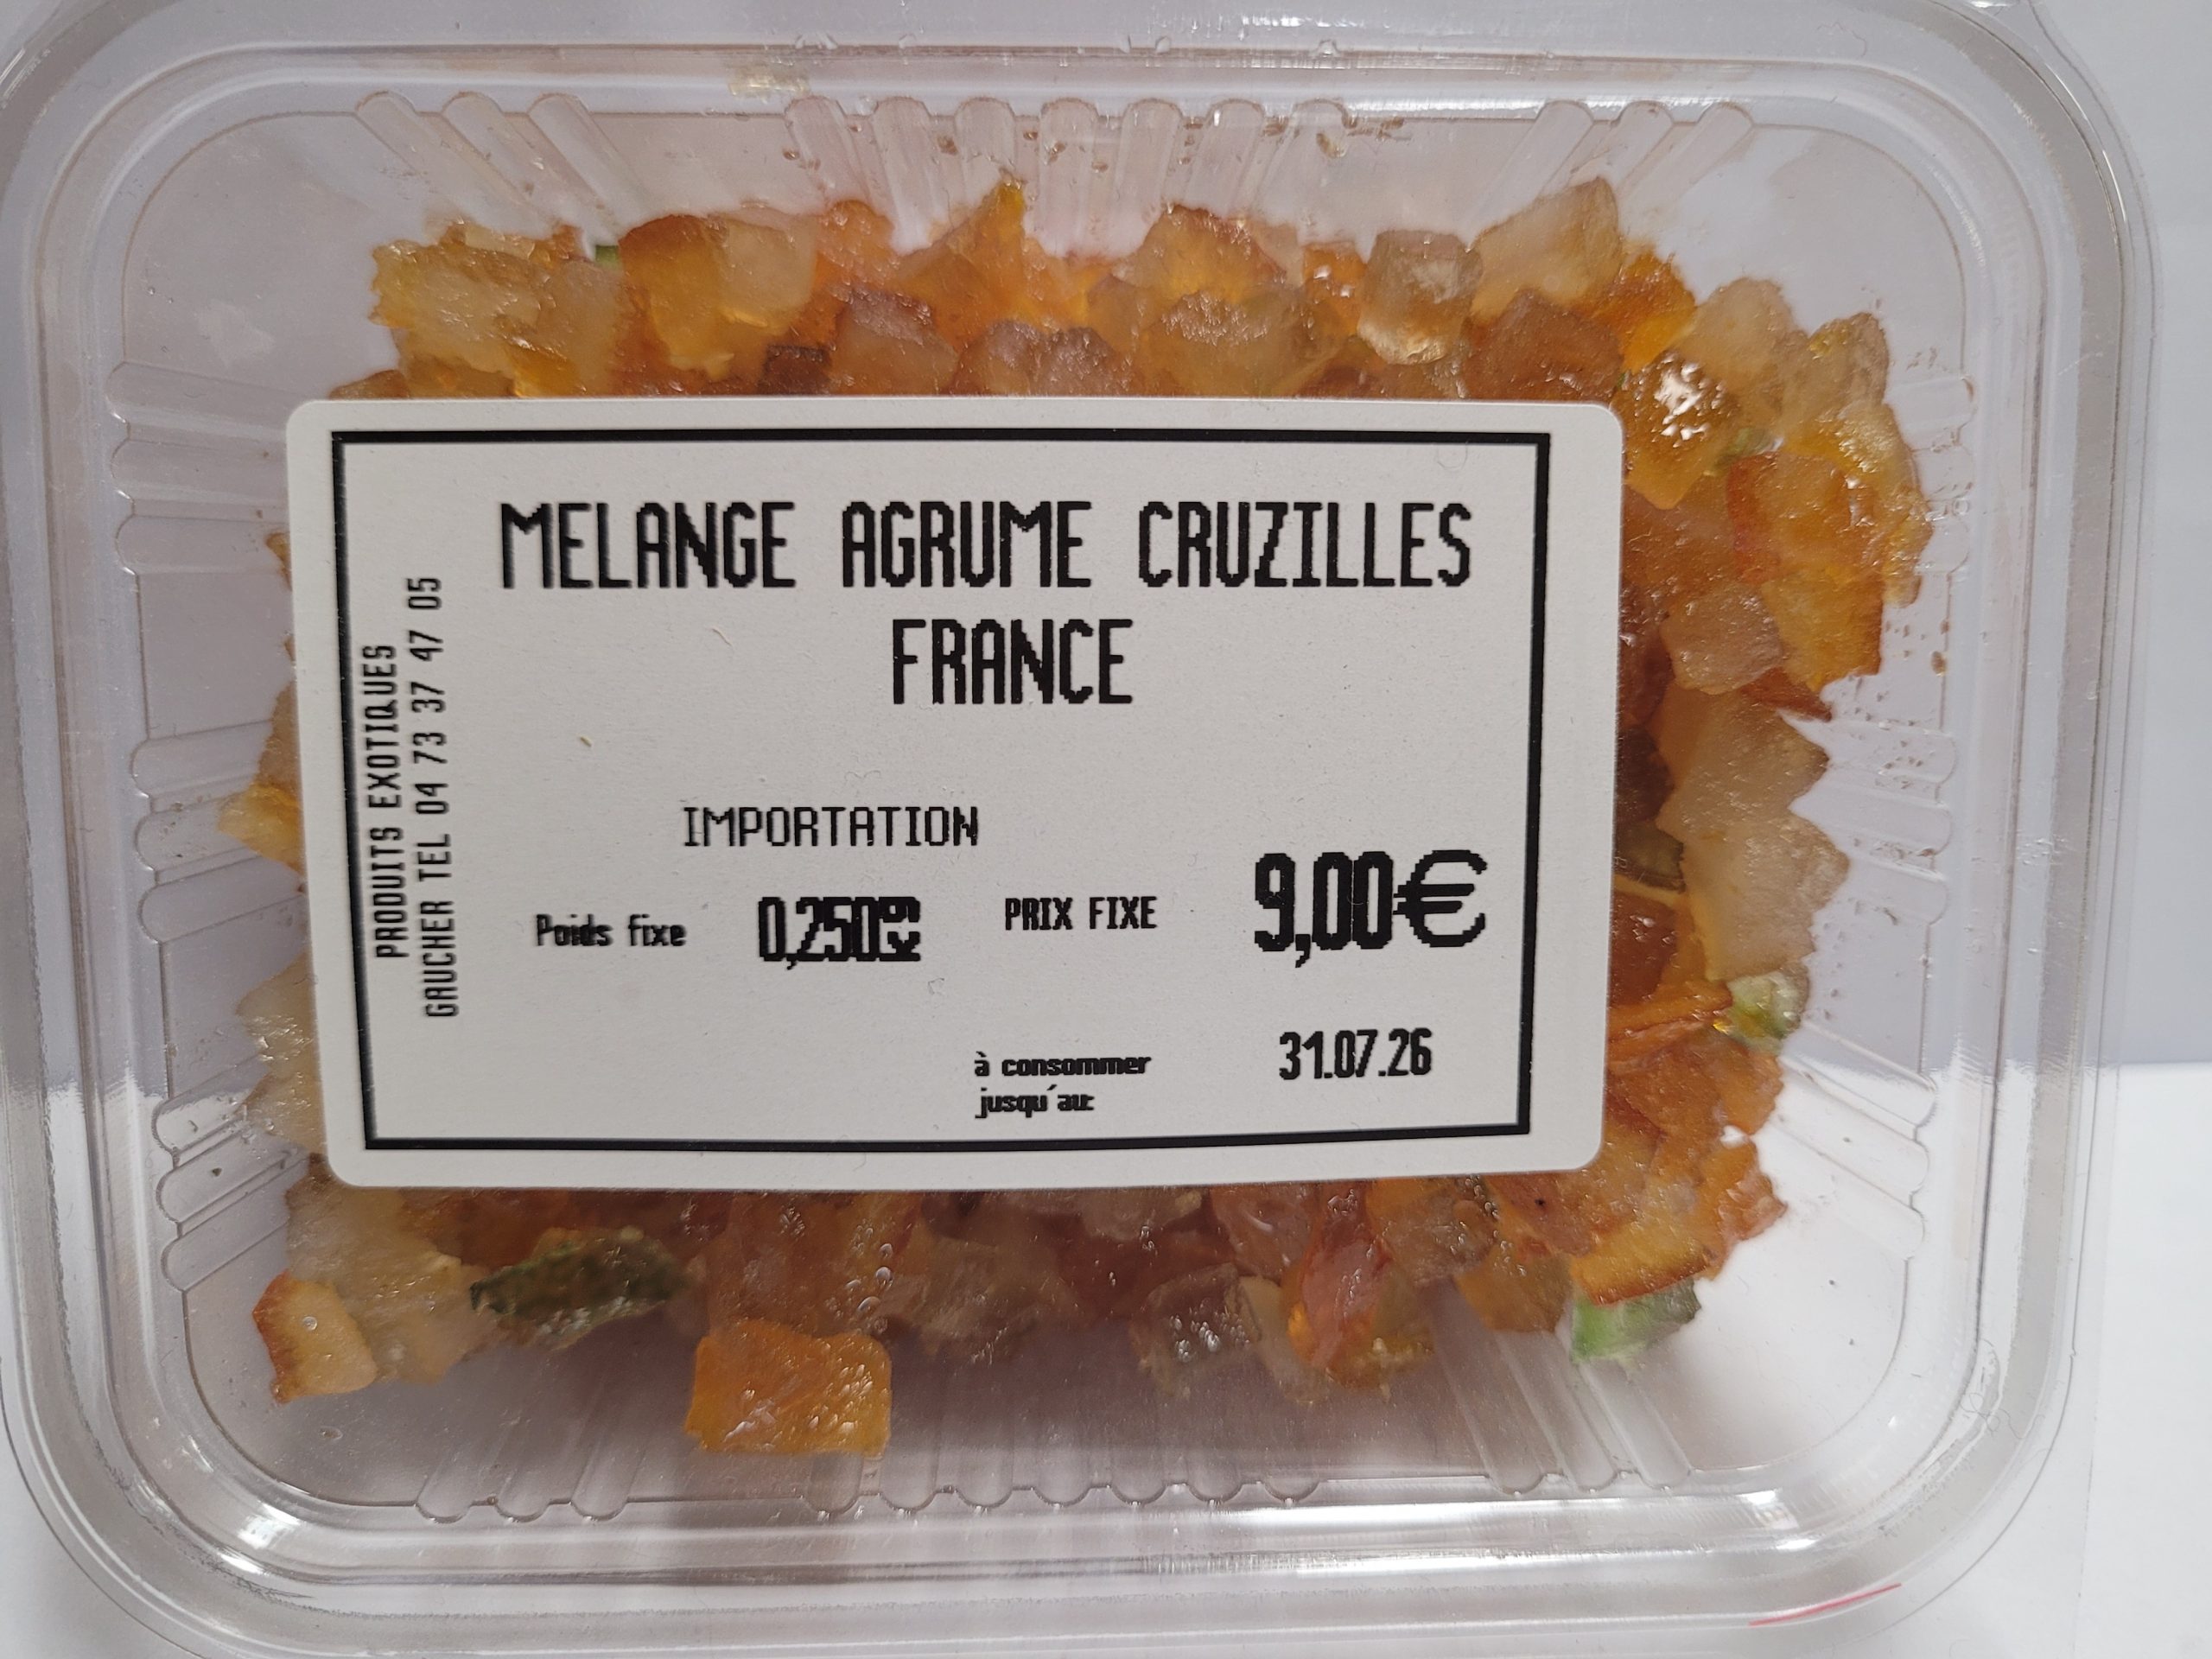 PRODUITS EXOTIQUES
GAUCHER TEL 04 73 37 47 05
MELANGE AGRUME CRUZILLES
FRANCE
IMPORTATION
Poids fixe 0,250 PRIX FIXE 9,00€
à consommer 31.07.26
jusqu'au: